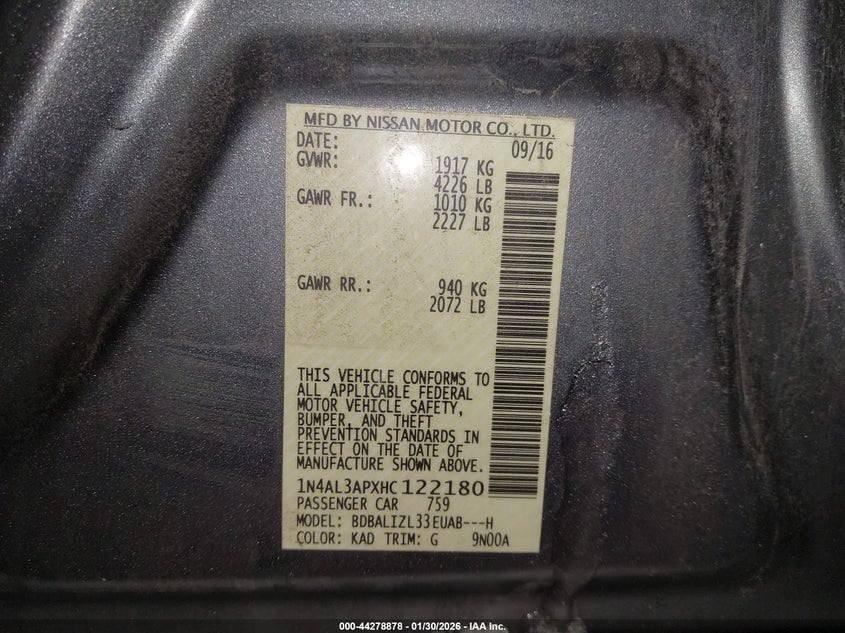 MFD BY NISSAN MOTOR CO., LTD.
DATE: 09/16
GVWR: 1917 KG
4226 LB
GAWR FR.: 1010 KG
2227 LB
GAWR RR.: 940 KG
2072 LB
THIS VEHICLE CONFORMS TO
ALL APPLICABLE FEDERAL
MOTOR VEHICLE SAFETY,
BUMPER, AND THEFT
PREVENTION STANDARDS IN
EFFECT ON THE DATE OF
MANUFACTURE SHOWN ABOVE.
1N4AL3APXHC122180
PASSENGER CAR 759
MODEL: BDBALIZL33EUAB---H
COLOR: KAD TRIM: G 9N00A
000-44278878 - 01/30/2026 - IAA Inc.